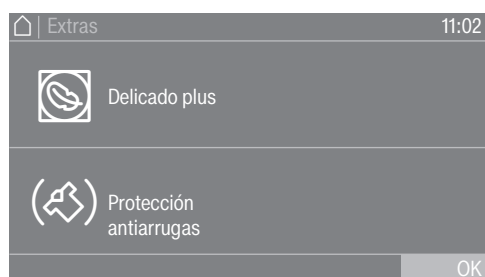 | Extras 11:02
Delicado plus
Protección
antiarrugas
OK